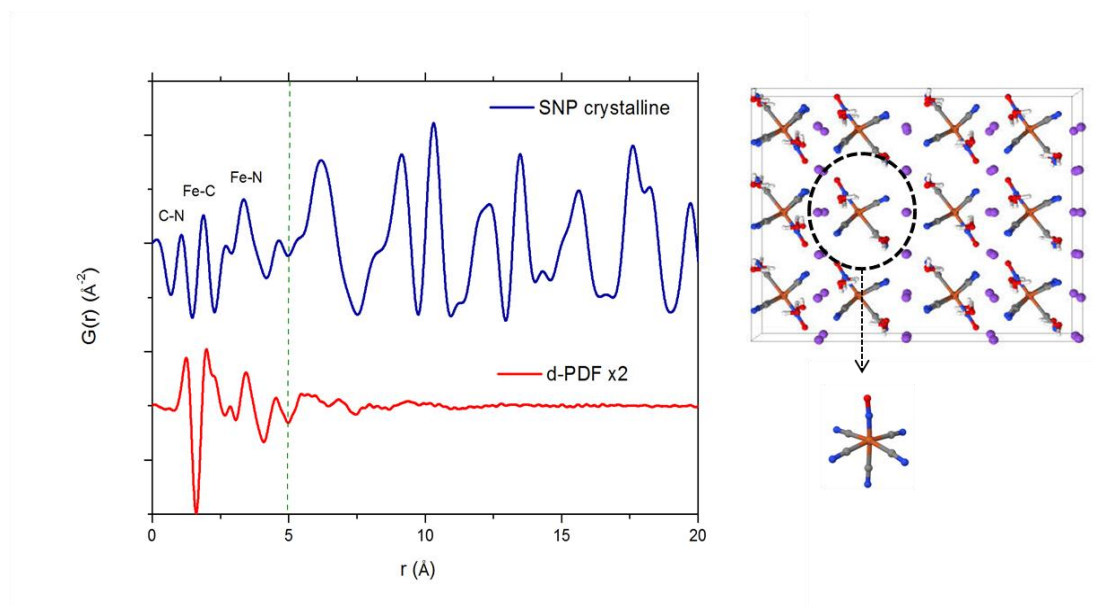 SNP crystalline
Fe-N
Fe-C
C-N
G(r) (Å⁻²)
d-PDF x2
0 5 10 15 20
r (Å)